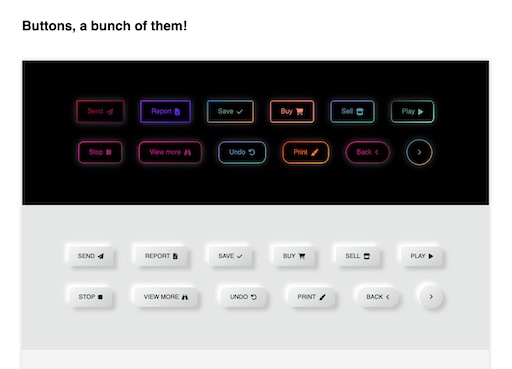 Buttons, a bunch of them!
Send Report Save Buy Sell Play
Stop View more Undo Print Back
SEND REPORT SAVE BUY SELL PLAY
STOP VIEW MORE UNDO PRINT BACK